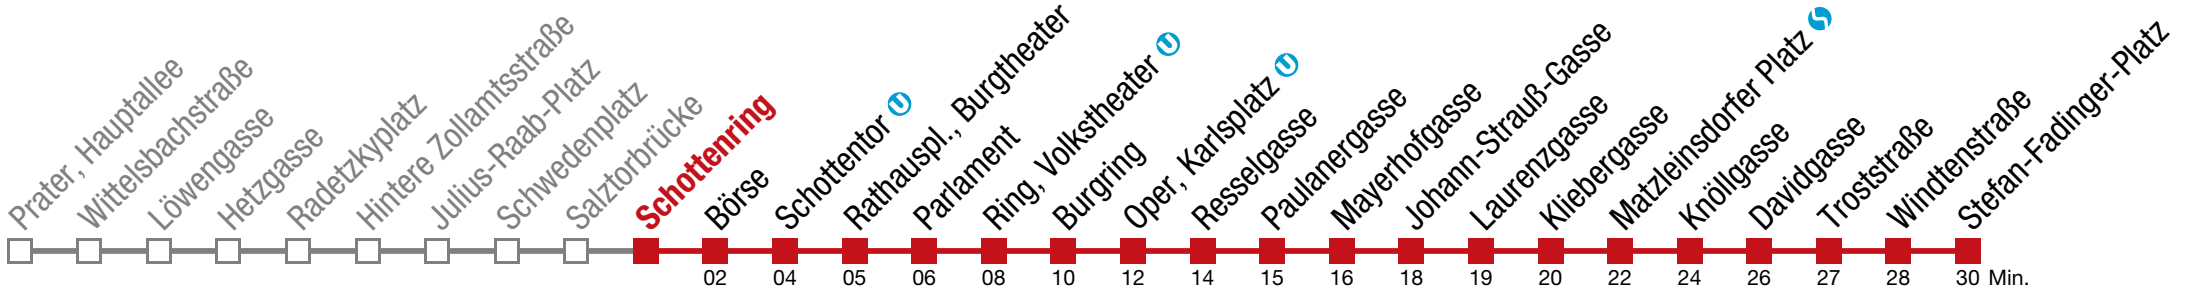 Prater, Hauptallee
Wittelsbachstraße
Löwengasse
Hetzgasse
Radetzkyplatz
Hintere Zollamtsstraße
Julius-Raab-Platz
Schwedenplatz
Salztorbrücke
Schottenring
Börse
Schottentor U
Rathauspl., Burgtheater
Parlament
Ring, Volkstheater U
Burgring
Oper, Karlsplatz U
Resselgasse
Paulanergasse
Mayerhofgasse
Johann-Strauß-Gasse
Laurenzgasse
Kliebergasse
Matzleinsdorfer Platz S
Knöllgasse
Davidgasse
Troststraße
Windtenstraße
Stefan-Fadinger-Platz
02 04 05 06 08 10 12 14 15 16 18 19 20 22 24 26 27 28 30 Min.